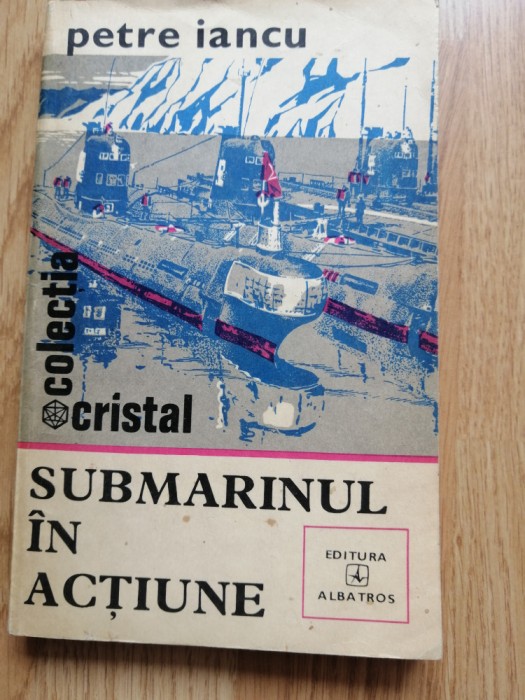 petre iancu
colecția
cristal
SUBMARINUL
ÎN
ACȚIUNE
EDITURA
ALBATROS